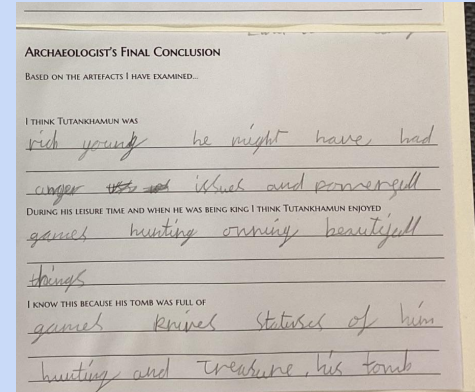 ARCHAEOLOGIST'S FINAL CONCLUSION
BASED ON THE ARTEFACTS I HAVE EXAMINED...
I THINK TUTANKHAMUN WAS
rich young he might have, had
anger issues and powergull
DURING HIS LEISURE TIME AND WHEN HE WAS BEING KING I THINK TUTANKHAMUN ENJOYED
games hunting onning beautifull
things
I KNOW THIS BECAUSE HIS TOMB WAS FULL OF
games knives statuses of him
hunting and treasure, his tomb